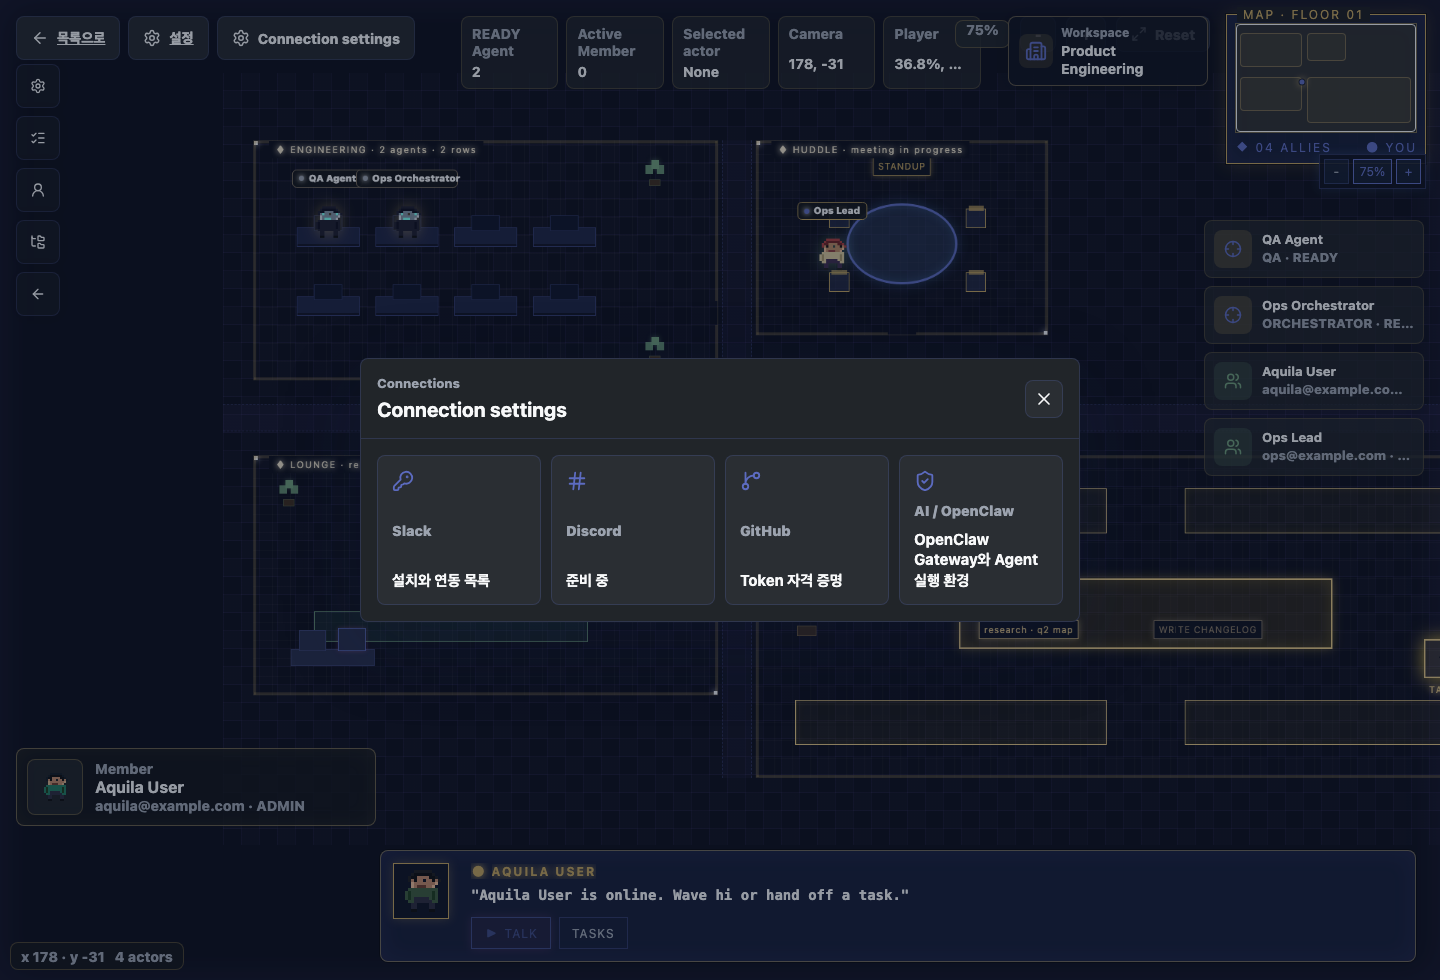 목록으로
설정
Connection settings
READY
Agent
2
Active
Member
0
Selected
actor
None
Camera
178, -31
Player
36.8%, ...
75%
Workspace
Product
Engineering
Reset
MAP · FLOOR 01
04 ALLIES
YOU
-
75%
+
ENGINEERING · 2 agents · 2 rows
QA Agent
Ops Orchestrator
HUDDLE · meeting in progress
STANDUP
Ops Lead
QA Agent
QA · READY
Ops Orchestrator
ORCHESTRATOR · RE...
Aquila User
aquila@example.co...
Ops Lead
ops@example.com · ...
Connections
Connection settings
Slack
설치와 연동 목록
Discord
준비 중
GitHub
Token 자격 증명
AI / OpenClaw
OpenClaw
Gateway와 Agent
실행 환경
LOUNGE · re
research · q2 map
WRITE CHANGELOG
TA
Member
Aquila User
aquila@example.com · ADMIN
AQUILA USER
"Aquila User is online. Wave hi or hand off a task."
TALK
TASKS
x 178 · y -31 4 actors